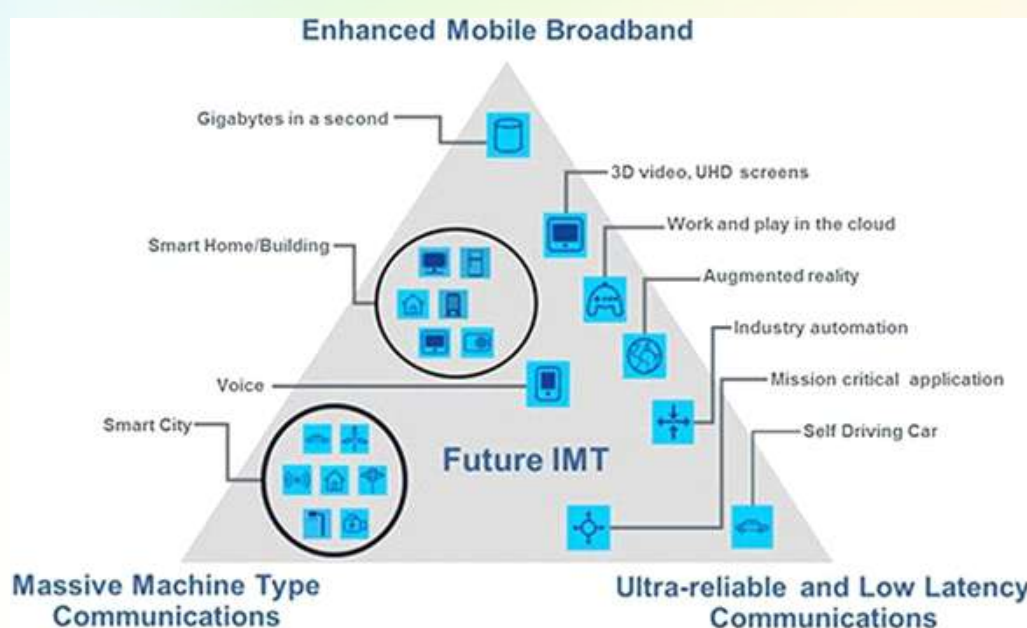 Enhanced Mobile Broadband
Gigabytes in a second
3D video, UHD screens
Work and play in the cloud
Smart Home/Building
Augmented reality
Industry automation
Voice
Mission critical application
Smart City
Self Driving Car
Future IMT
Massive Machine Type
Communications
Ultra-reliable and Low Latency
Communications